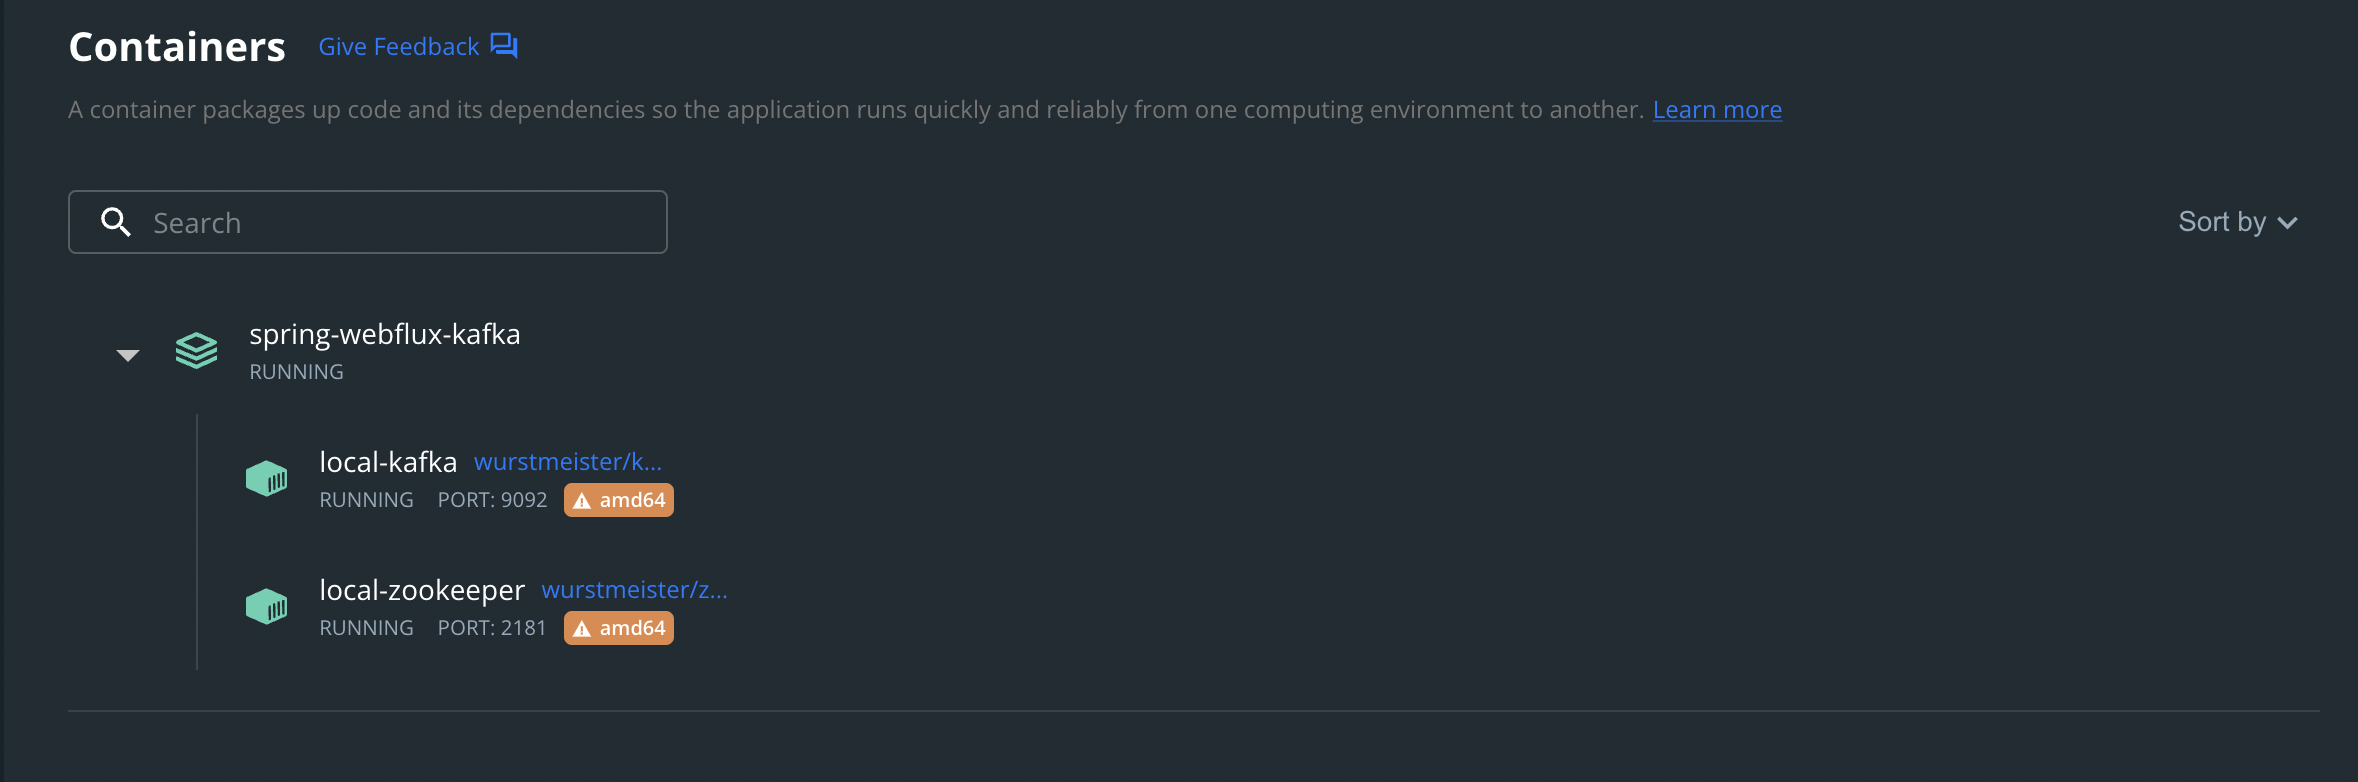 Containers Give Feedback
A container packages up code and its dependencies so the application runs quickly and reliably from one computing environment to another. Learn more
Search
Sort by
spring-webflux-kafka
RUNNING
local-kafka wurstmeister/k...
RUNNING PORT: 9092 amd64
local-zookeeper wurstmeister/z...
RUNNING PORT: 2181 amd64